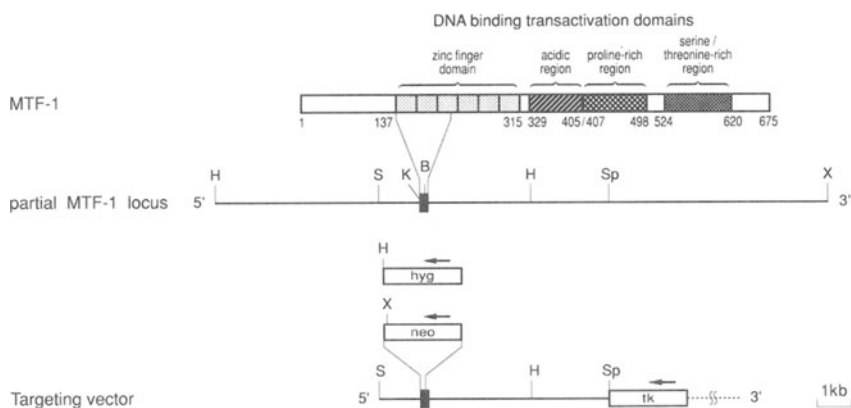 DNA binding transactivation domains
zinc finger domain
acidic region
proline-rich region
serine / threonine-rich region
MTF-1
1 137 315 329 405/407 498 524 620 675
H S K B H Sp X
partial MTF-1 locus 5' 3'
H
hyg
X
neo
S H Sp
Targeting vector 5' tk 3' 1kb